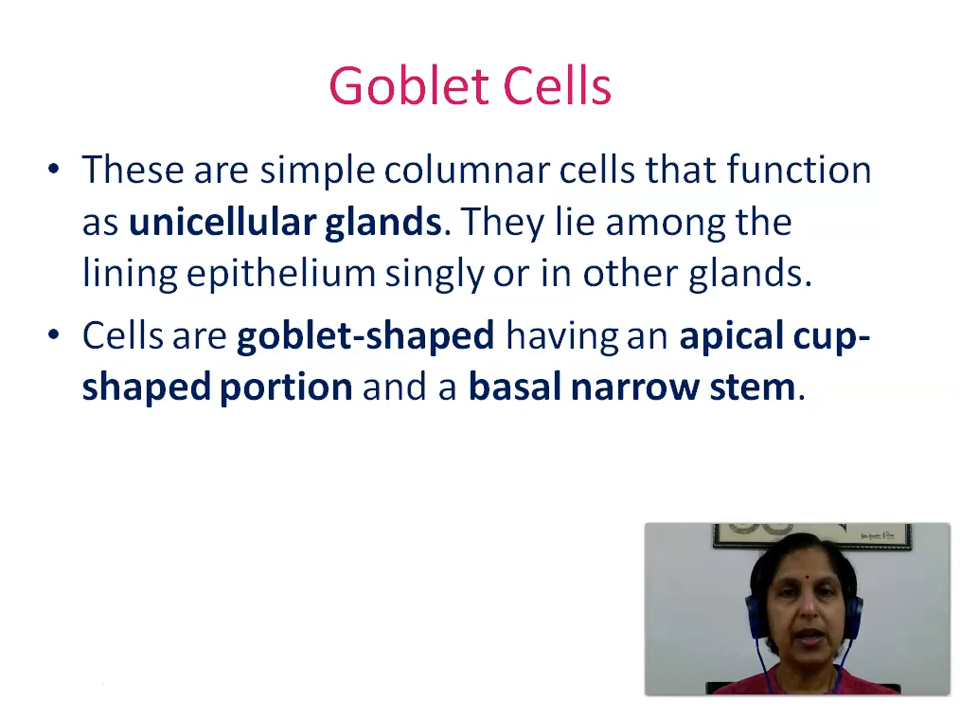 Goblet Cells
• These are simple columnar cells that function
as unicellular glands. They lie among the
lining epithelium singly or in other glands.
• Cells are goblet-shaped having an apical cup-
shaped portion and a basal narrow stem.